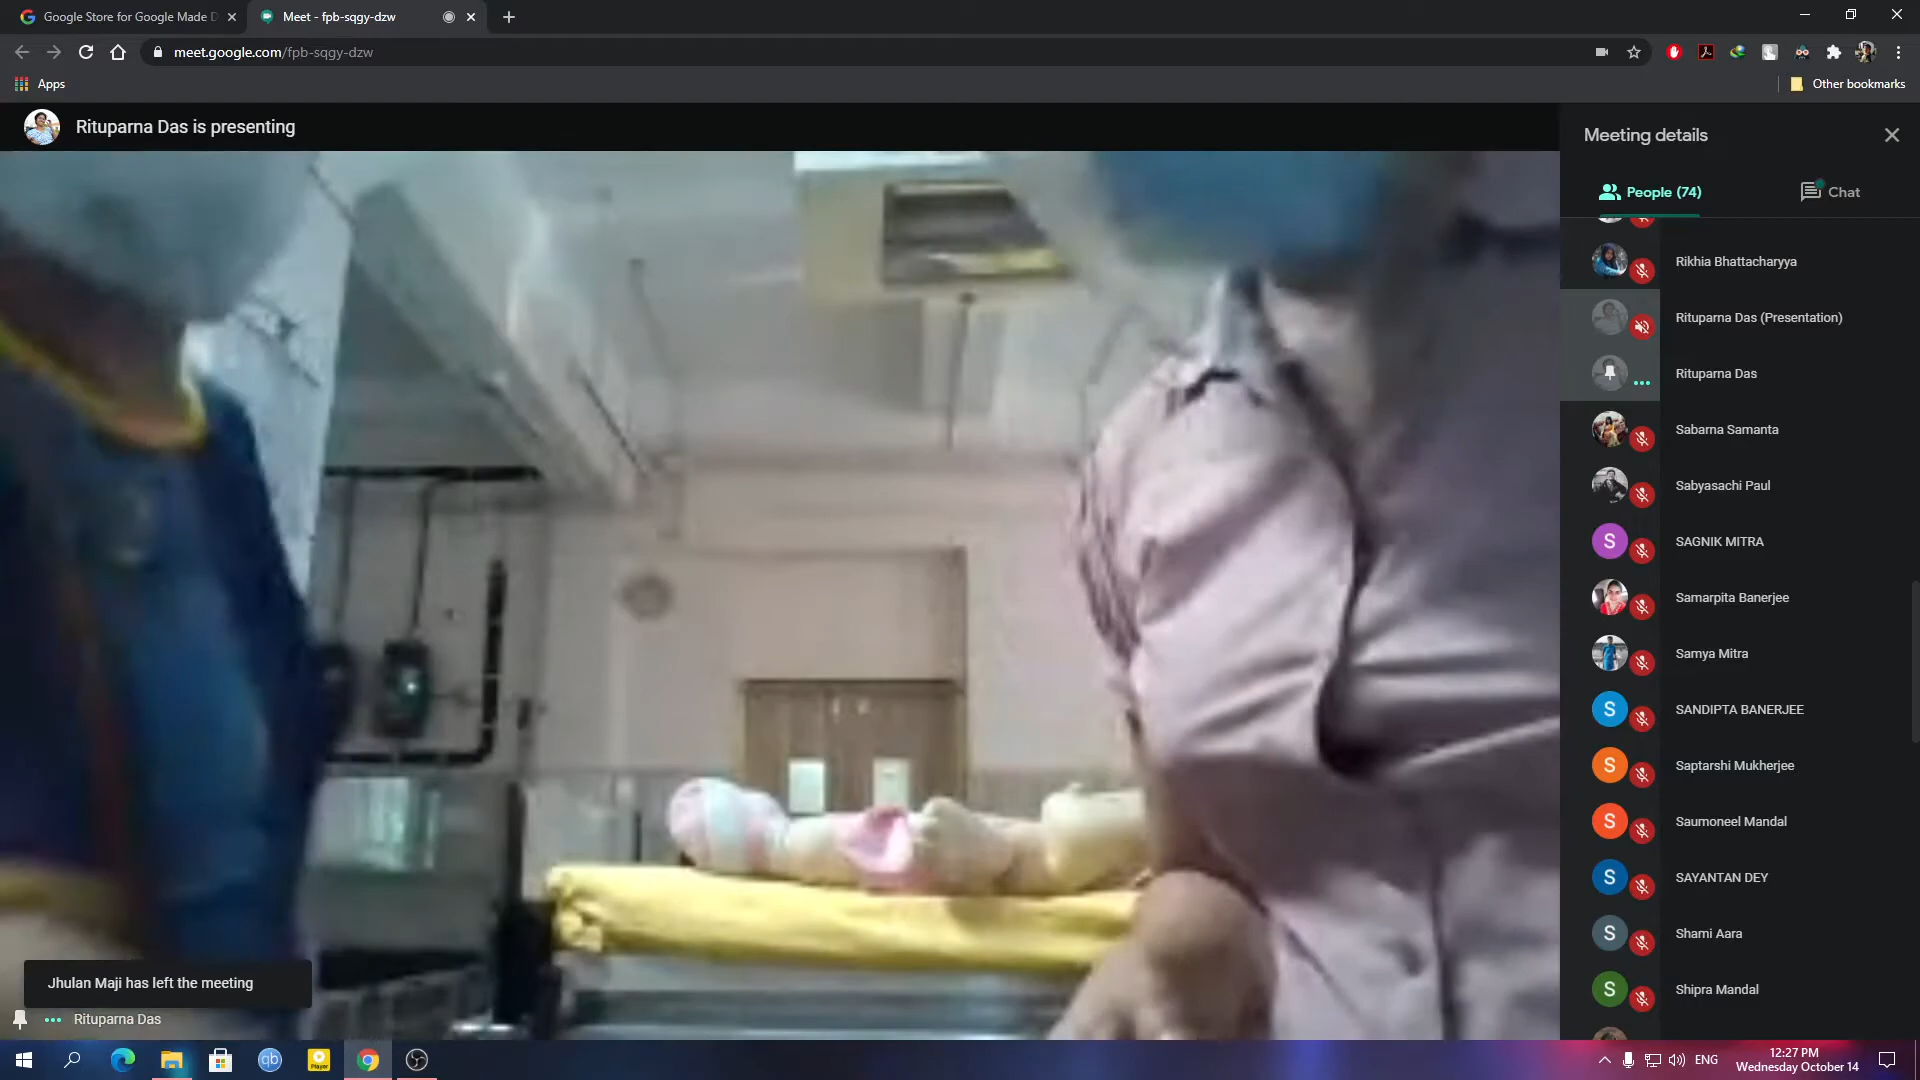 Google Store for Google Made D
Meet - fpb-sqgy-dzw
meet.google.com/fpb-sqgy-dzw
Apps
Other bookmarks
Rituparna Das is presenting
Meeting details
People (74)
Chat
Rikhia Bhattacharyya
Rituparna Das (Presentation)
Rituparna Das
Sabarna Samanta
Sabyasachi Paul
S
SAGNIK MITRA
Samarpita Banerjee
Samya Mitra
S
SANDIPTA BANERJEE
S
Saptarshi Mukherjee
S
Saumoneel Mandal
S
SAYANTAN DEY
S
Shami Aara
S
Shipra Mandal
Jhulan Maji has left the meeting
Rituparna Das
qb
Player
ENG
12:27 PM
Wednesday October 14